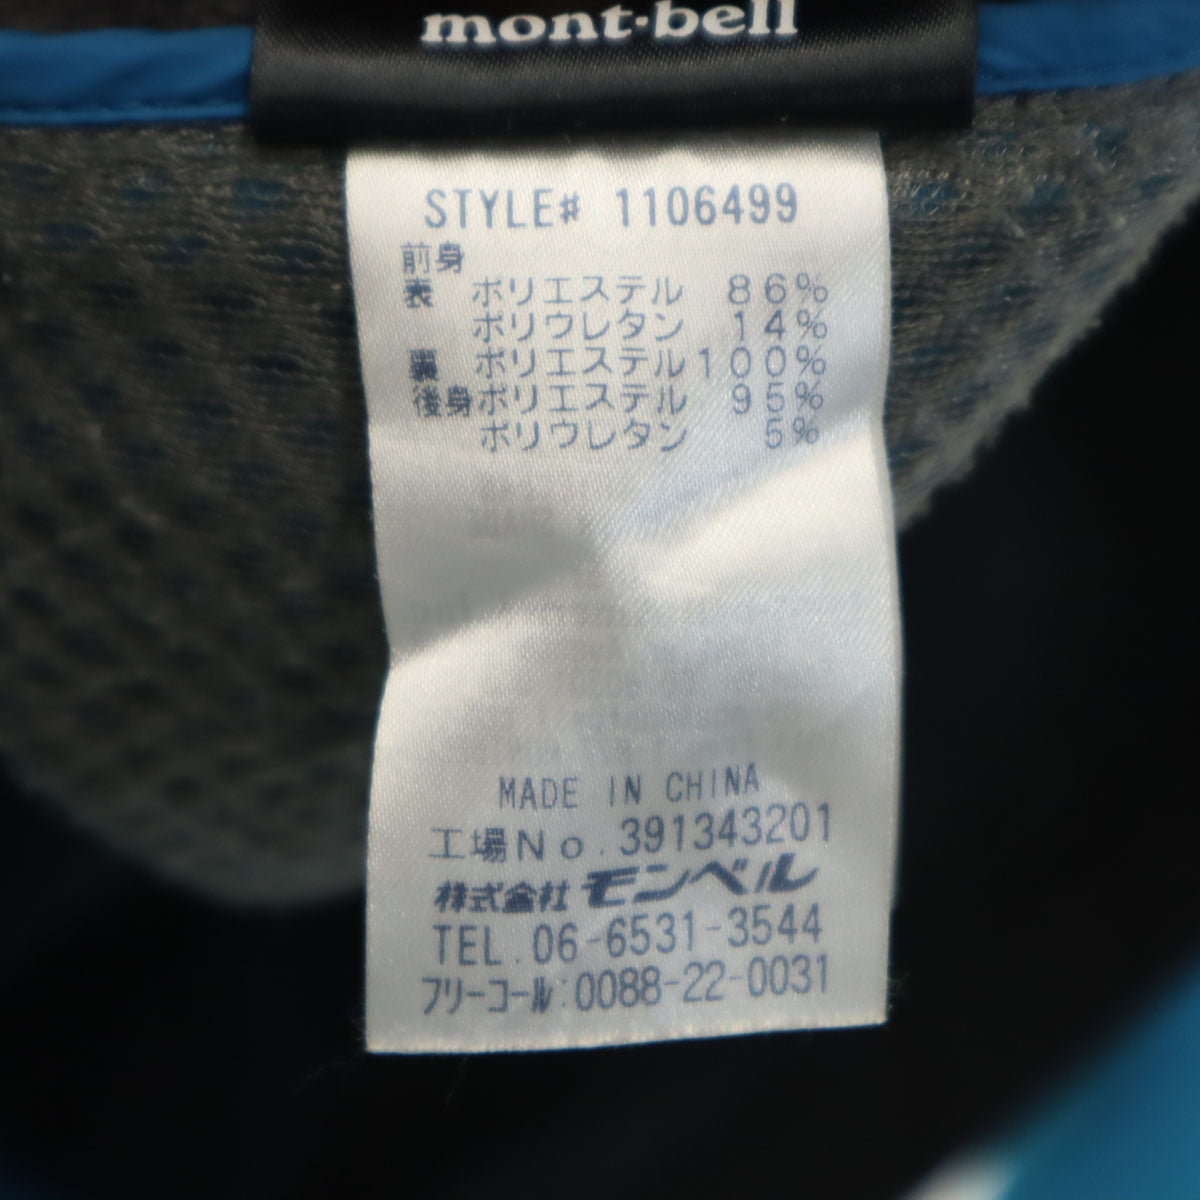 mont-bell
STYLE# 1106499
前身
表 ポリエステル 86%
ポリウレタン 14%
裏 ポリエステル 100%
後身 ポリエステル 95%
ポリウレタン 5%
MADE IN CHINA
工場No.391343201
株式会社 モンベル
TEL.06-6531-3544
フリーコール:0088-22-0031